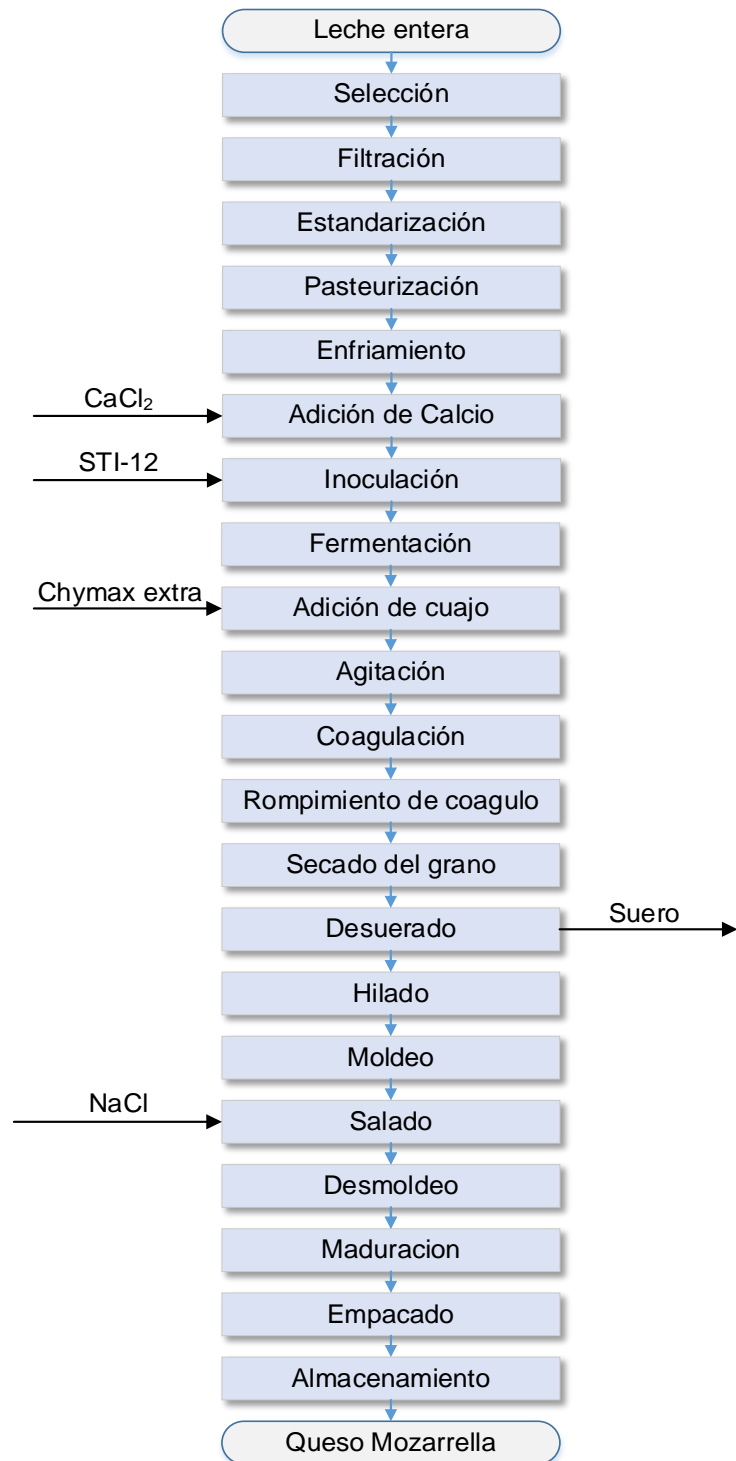 Leche entera
Selección
Filtración
Estandarización
Pasteurización
Enfriamiento
CaCl₂
Adición de Calcio
STI-12
Inoculación
Fermentación
Chymax extra
Adición de cuajo
Agitación
Coagulación
Rompimiento de coagulo
Secado del grano
Desuerado
Suero
Hilado
Moldeo
NaCl
Salado
Desmoldeo
Maduracion
Empacado
Almacenamiento
Queso Mozarrella